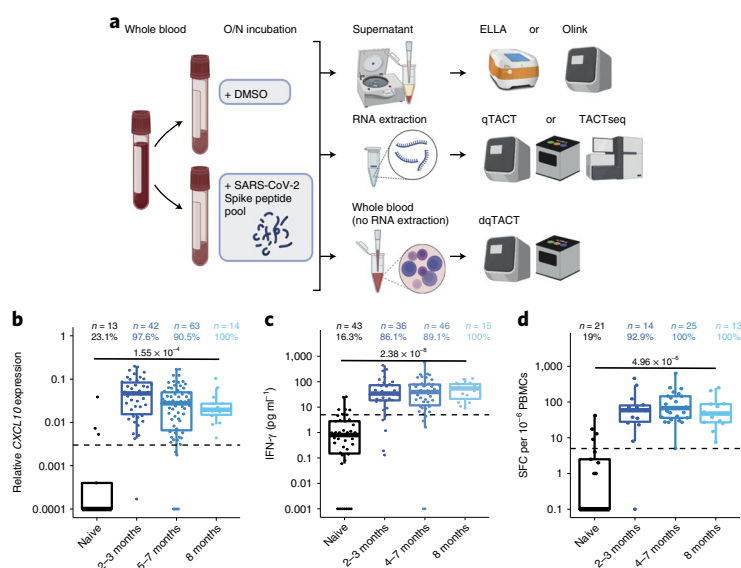 a
Whole blood
O/N incubation
Supernatant
ELLA or Olink
+ DMSO
RNA extraction
qTACT or TACTseq
+ SARS-CoV-2
Spike peptide
pool
Whole blood
(no RNA extraction)
dqTACT
b
n = 13 n = 42 n = 63 n = 14
23.1% 97.6% 90.5% 100%
1.55 × 10⁻⁴
Relative CXCL10 expression
1
0.1
0.01
0.001
0.0001
Naive
2–3 months
5–7 months
8 months
c
n = 43 n = 36 n = 46 n = 15
16.3% 86.1% 89.1% 100%
2.38 × 10⁻⁸
IFN-γ (pg ml⁻¹)
1,000
100
10
1
0.1
0.01
0.001
Naive
2–3 months
4–7 months
8 months
d
n = 21 n = 14 n = 25 n = 13
19% 92.9% 100% 100%
4.96 × 10⁻⁶
SFC per 10⁻⁶ PBMCs
1,000
100
10
1
0.1
Naive
2–3 months
4–7 months
8 months